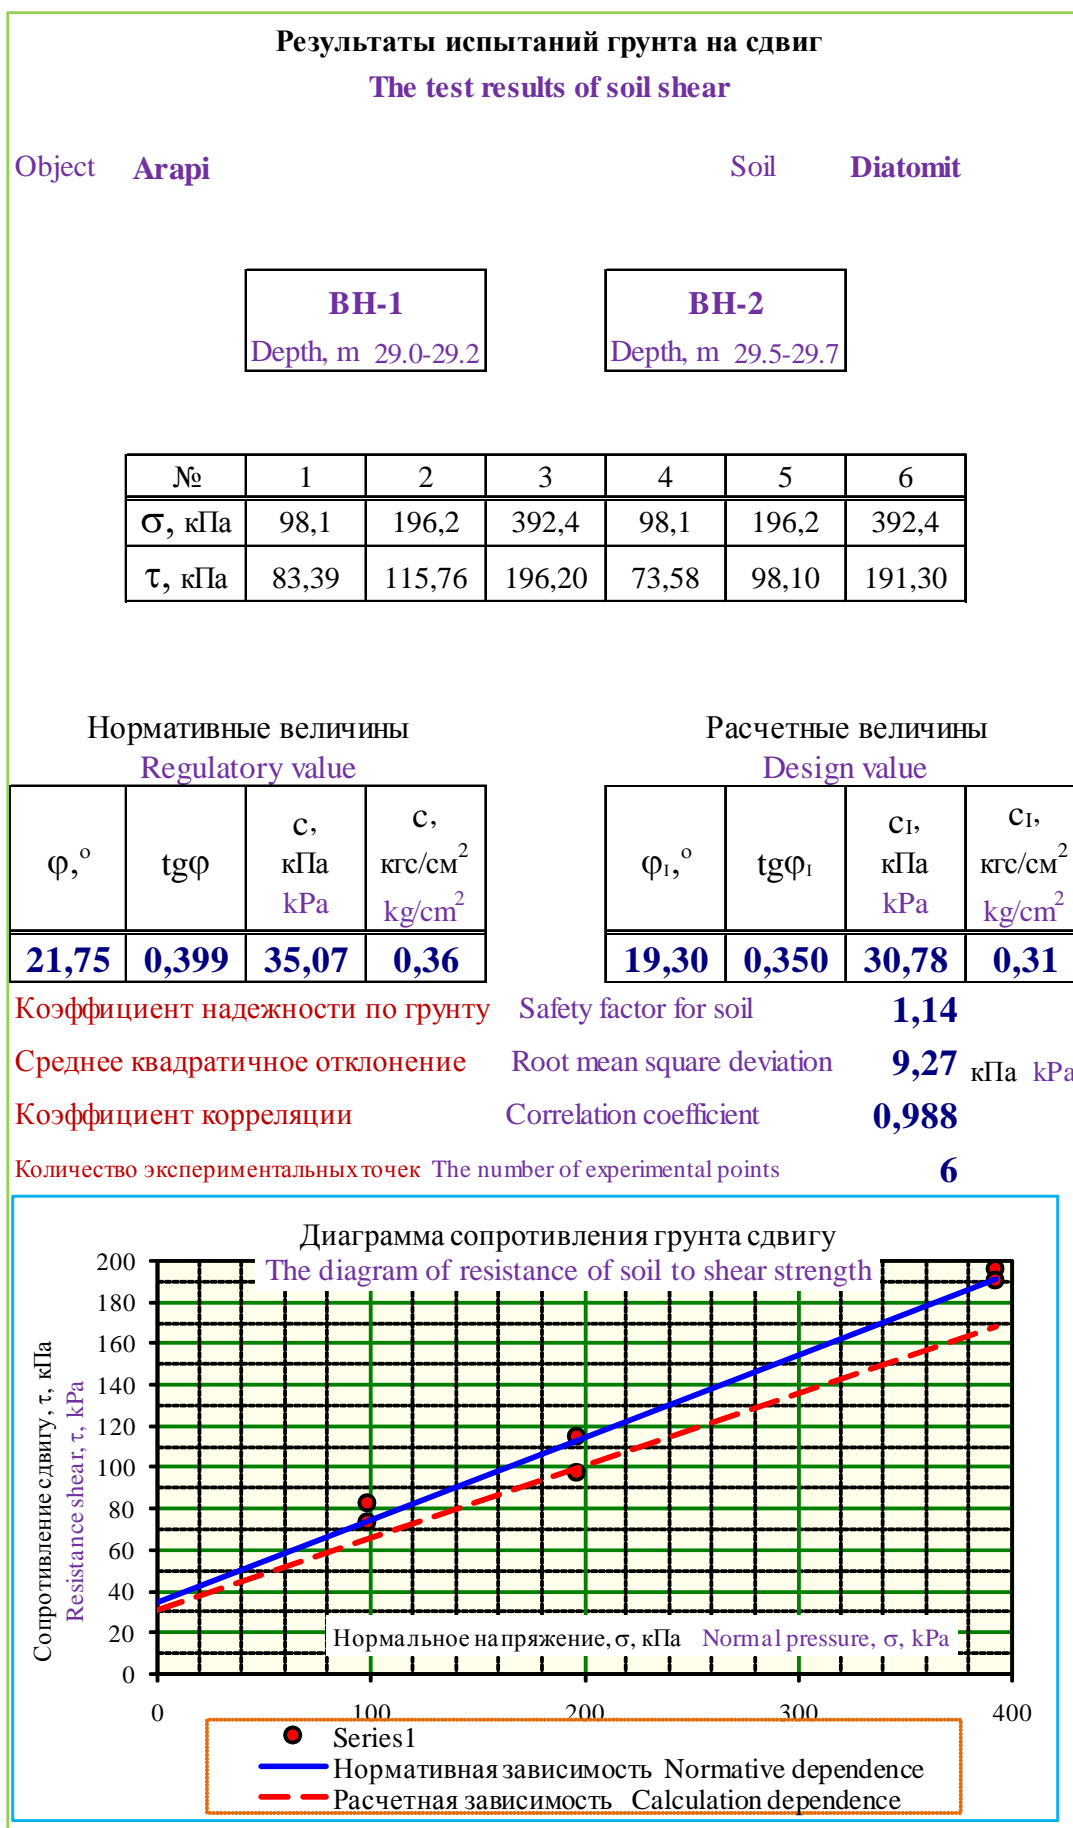 Результаты испытаний грунта на сдвиг
The test results of soil shear
Object Arapi Soil Diatomit
BH-1 BH-2
Depth, m 29.0-29.2 Depth, m 29.5-29.7
№ 1 2 3 4 5 6
σ, кПа 98,1 196,2 392,4 98,1 196,2 392,4
τ, кПа 83,39 115,76 196,20 73,58 98,10 191,30
Нормативные величины Расчетные величины
Regulatory value Design value
φ,° tgφ c, кПа kPa c, кгс/см² kg/cm² φI,° tgφI cI, кПа kPa cI, кгс/см² kg/cm²
21,75 0,399 35,07 0,36 19,30 0,350 30,78 0,31
Коэффициент надежности по грунту Safety factor for soil 1,14
Среднее квадратичное отклонение Root mean square deviation 9,27 кПа kPa
Коэффициент корреляции Correlation coefficient 0,988
Количество экспериментальных точек The number of experimental points 6
Диаграмма сопротивления грунта сдвигу
The diagram of resistance of soil to shear strength
Сопротивление сдвигу, τ, кПа
Resistance shear, τ, kPa
200
180
160
140
120
100
80
60
40
20
0
Нормальное напряжение, σ, кПа Normal pressure, σ, kPa
0 100 200 300 400
Series1
Нормативная зависимость Normative dependence
Расчетная зависимость Calculation dependence